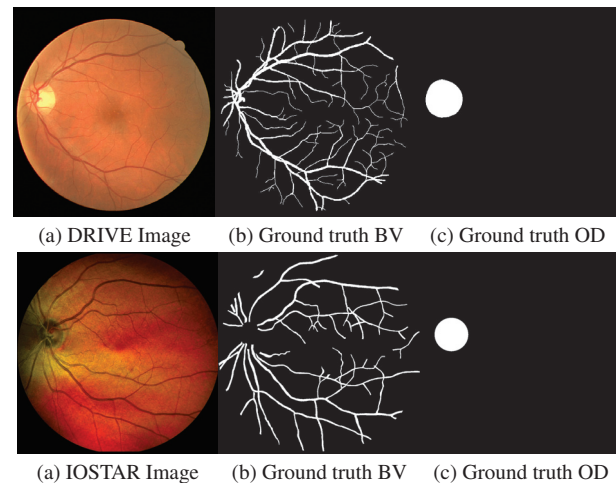 (a) DRIVE Image (b) Ground truth BV (c) Ground truth OD
(a) IOSTAR Image (b) Ground truth BV (c) Ground truth OD